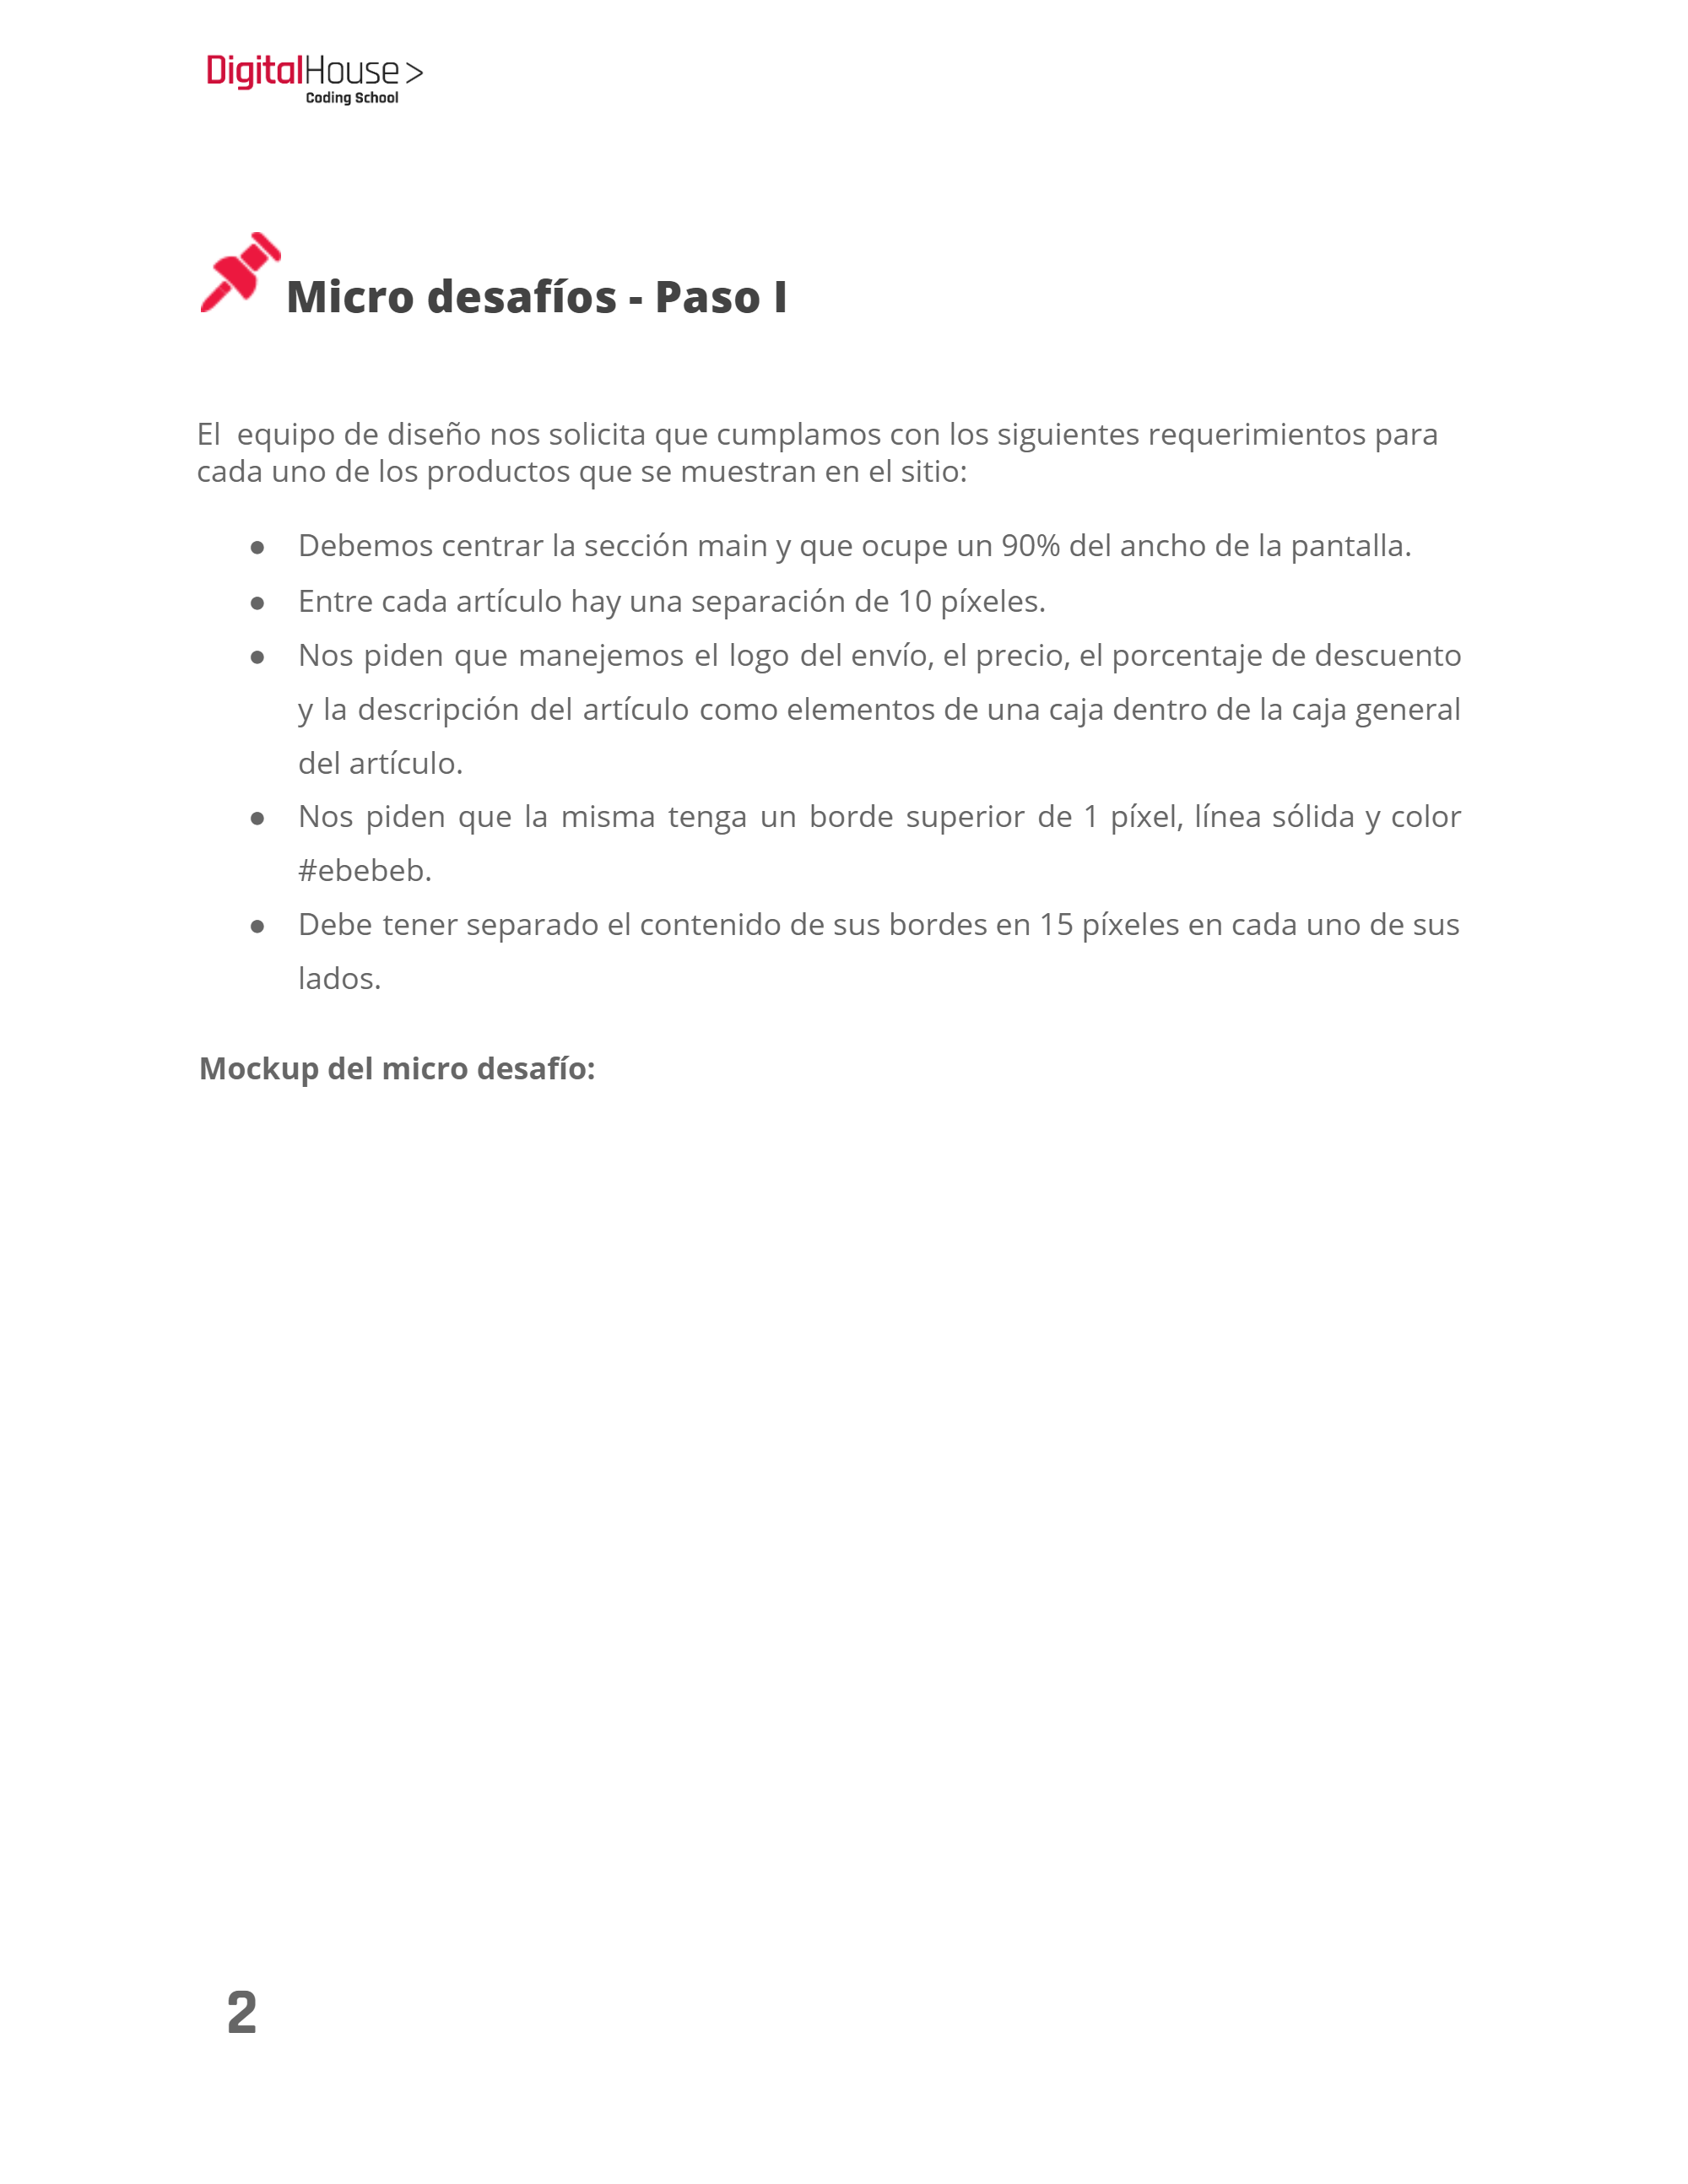 DigitalHouse >
Coding School
Micro desafíos - Paso I
El equipo de diseño nos solicita que cumplamos con los siguientes requerimientos para
cada uno de los productos que se muestran en el sitio:
● Debemos centrar la sección main y que ocupe un 90% del ancho de la pantalla.
● Entre cada artículo hay una separación de 10 píxeles.
● Nos piden que manejemos el logo del envío, el precio, el porcentaje de descuento
y la descripción del artículo como elementos de una caja dentro de la caja general
del artículo.
● Nos piden que la misma tenga un borde superior de 1 píxel, línea sólida y color
#ebebeb.
● Debe tener separado el contenido de sus bordes en 15 píxeles en cada uno de sus
lados.
Mockup del micro desafío:
2